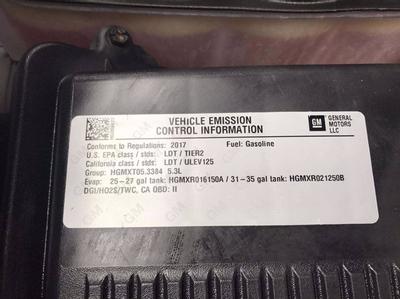 VEHICLE EMISSION
CONTROL INFORMATION
GM GENERAL
MOTORS
LLC
Conforms to Regulations: 2017 Fuel: Gasoline
U.S. EPA class / stds: LDT / TIER2
California class / stds: LDT / ULEV125
Group: HGMXT05.3384 5.3L
Evap: 25-27 gal tank: HGMXR016150A / 31-35 gal tank: HGMXR021250B
DGI/HO2S/TWC, CA OBD: II